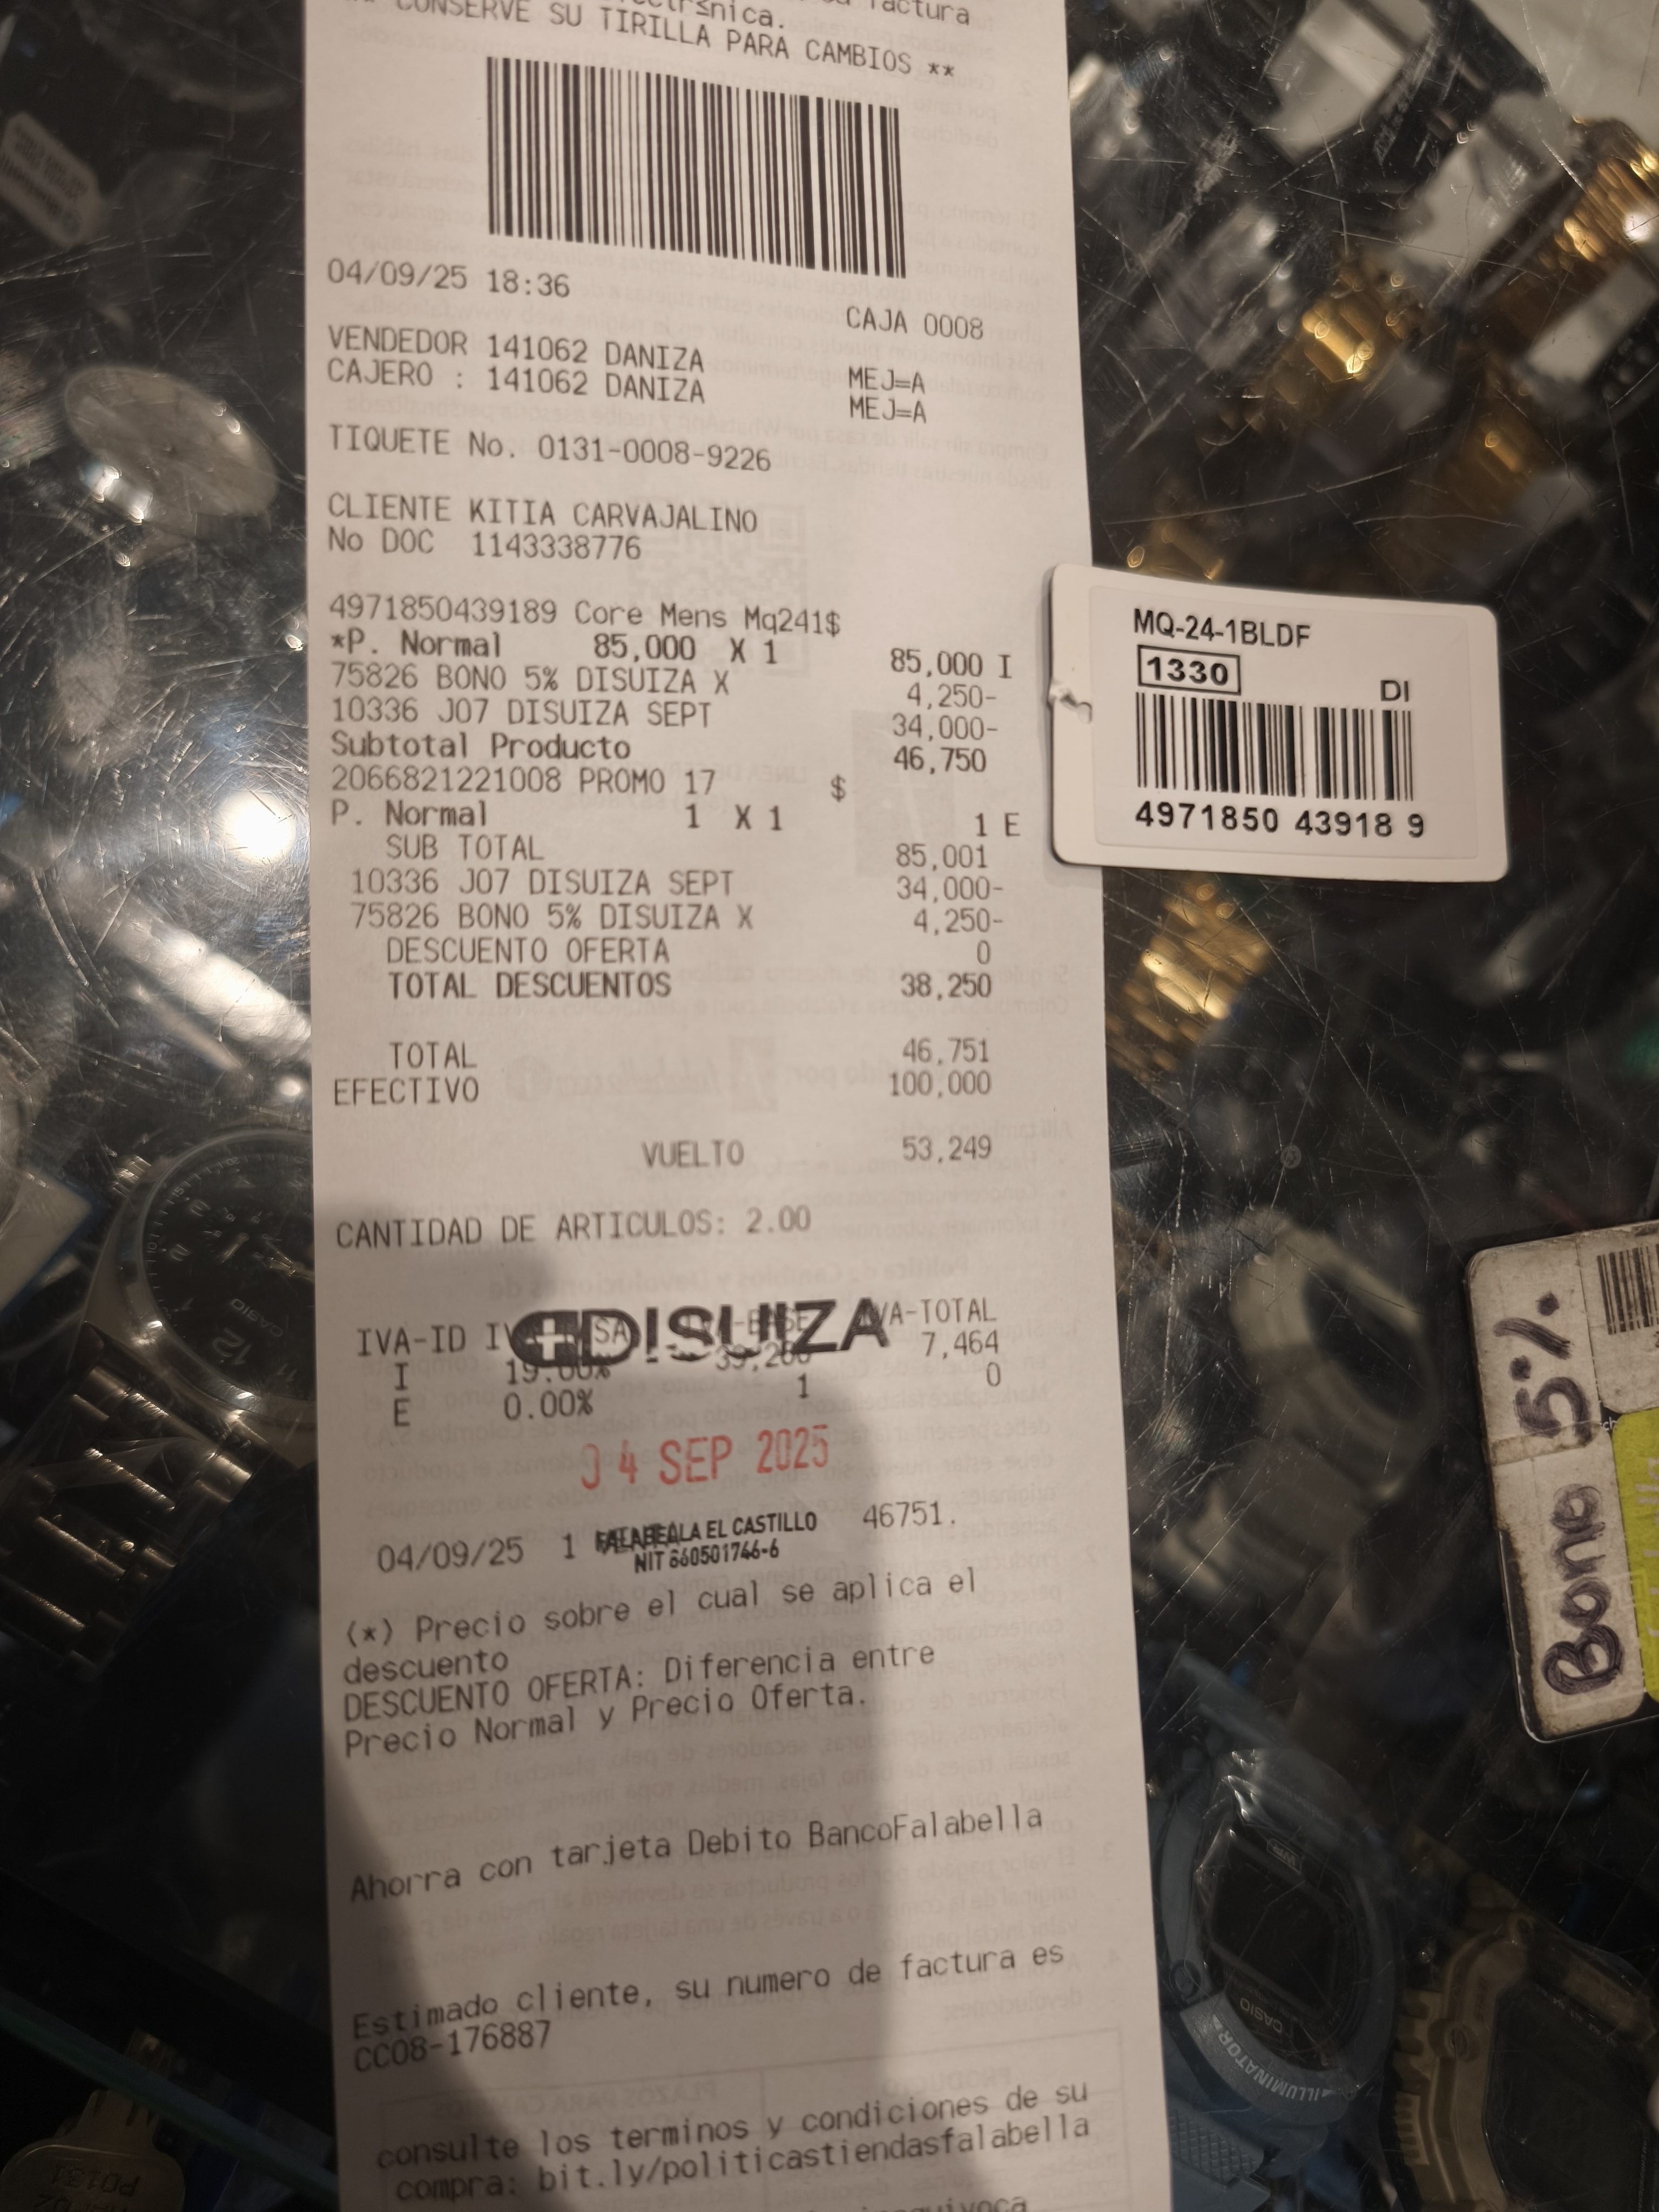 factura
CONSERVE SU TIRILLA PARA CAMBIOS **
04/09/25 18:36
CAJA 0008
VENDEDOR 141062 DANIZA MEJ=A
CAJERO : 141062 DANIZA MEJ=A
TIQUETE No. 0131-0008-9226
CLIENTE KITIA CARVAJALINO
No DOC 1143338776
4971850439189 Core Mens Mq241$
*P. Normal 85,000 X 1 85,000 I
75826 BONO 5% DISUIZA X 4,250-
10336 J07 DISUIZA SEPT 34,000-
Subtotal Producto 46,750
2066821221008 PROMO 17 $
P. Normal 1 X 1 1 E
SUB TOTAL 85,001
10336 J07 DISUIZA SEPT 34,000-
75826 BONO 5% DISUIZA X 4,250-
DESCUENTO OFERTA 0
TOTAL DESCUENTOS 38,250
TOTAL 46,751
EFECTIVO 100,000
VUELTO 53,249
CANTIDAD DE ARTICULOS: 2.00
DISUIZA
IVA-ID IVA-TOTAL
I 19.00% 7,464
E 0.00% 1 0
04 SEP 2025
04/09/25 1 46751.
FALABELLA EL CASTILLO
(*) Precio sobre el cual se aplica el
descuento
DESCUENTO OFERTA: Diferencia entre
Precio Normal y Precio Oferta.
Ahorra con tarjeta Debito BancoFalabella
Estimado cliente, su numero de factura es
CC08-176887
consulte los terminos y condiciones de su
compra: bit.ly/politicastiendasfalabella
MQ-24-1BLDF
1330
DI
4971850 43918 9
Bono 5%
CASIO
ILLUMINATOR
CASIO